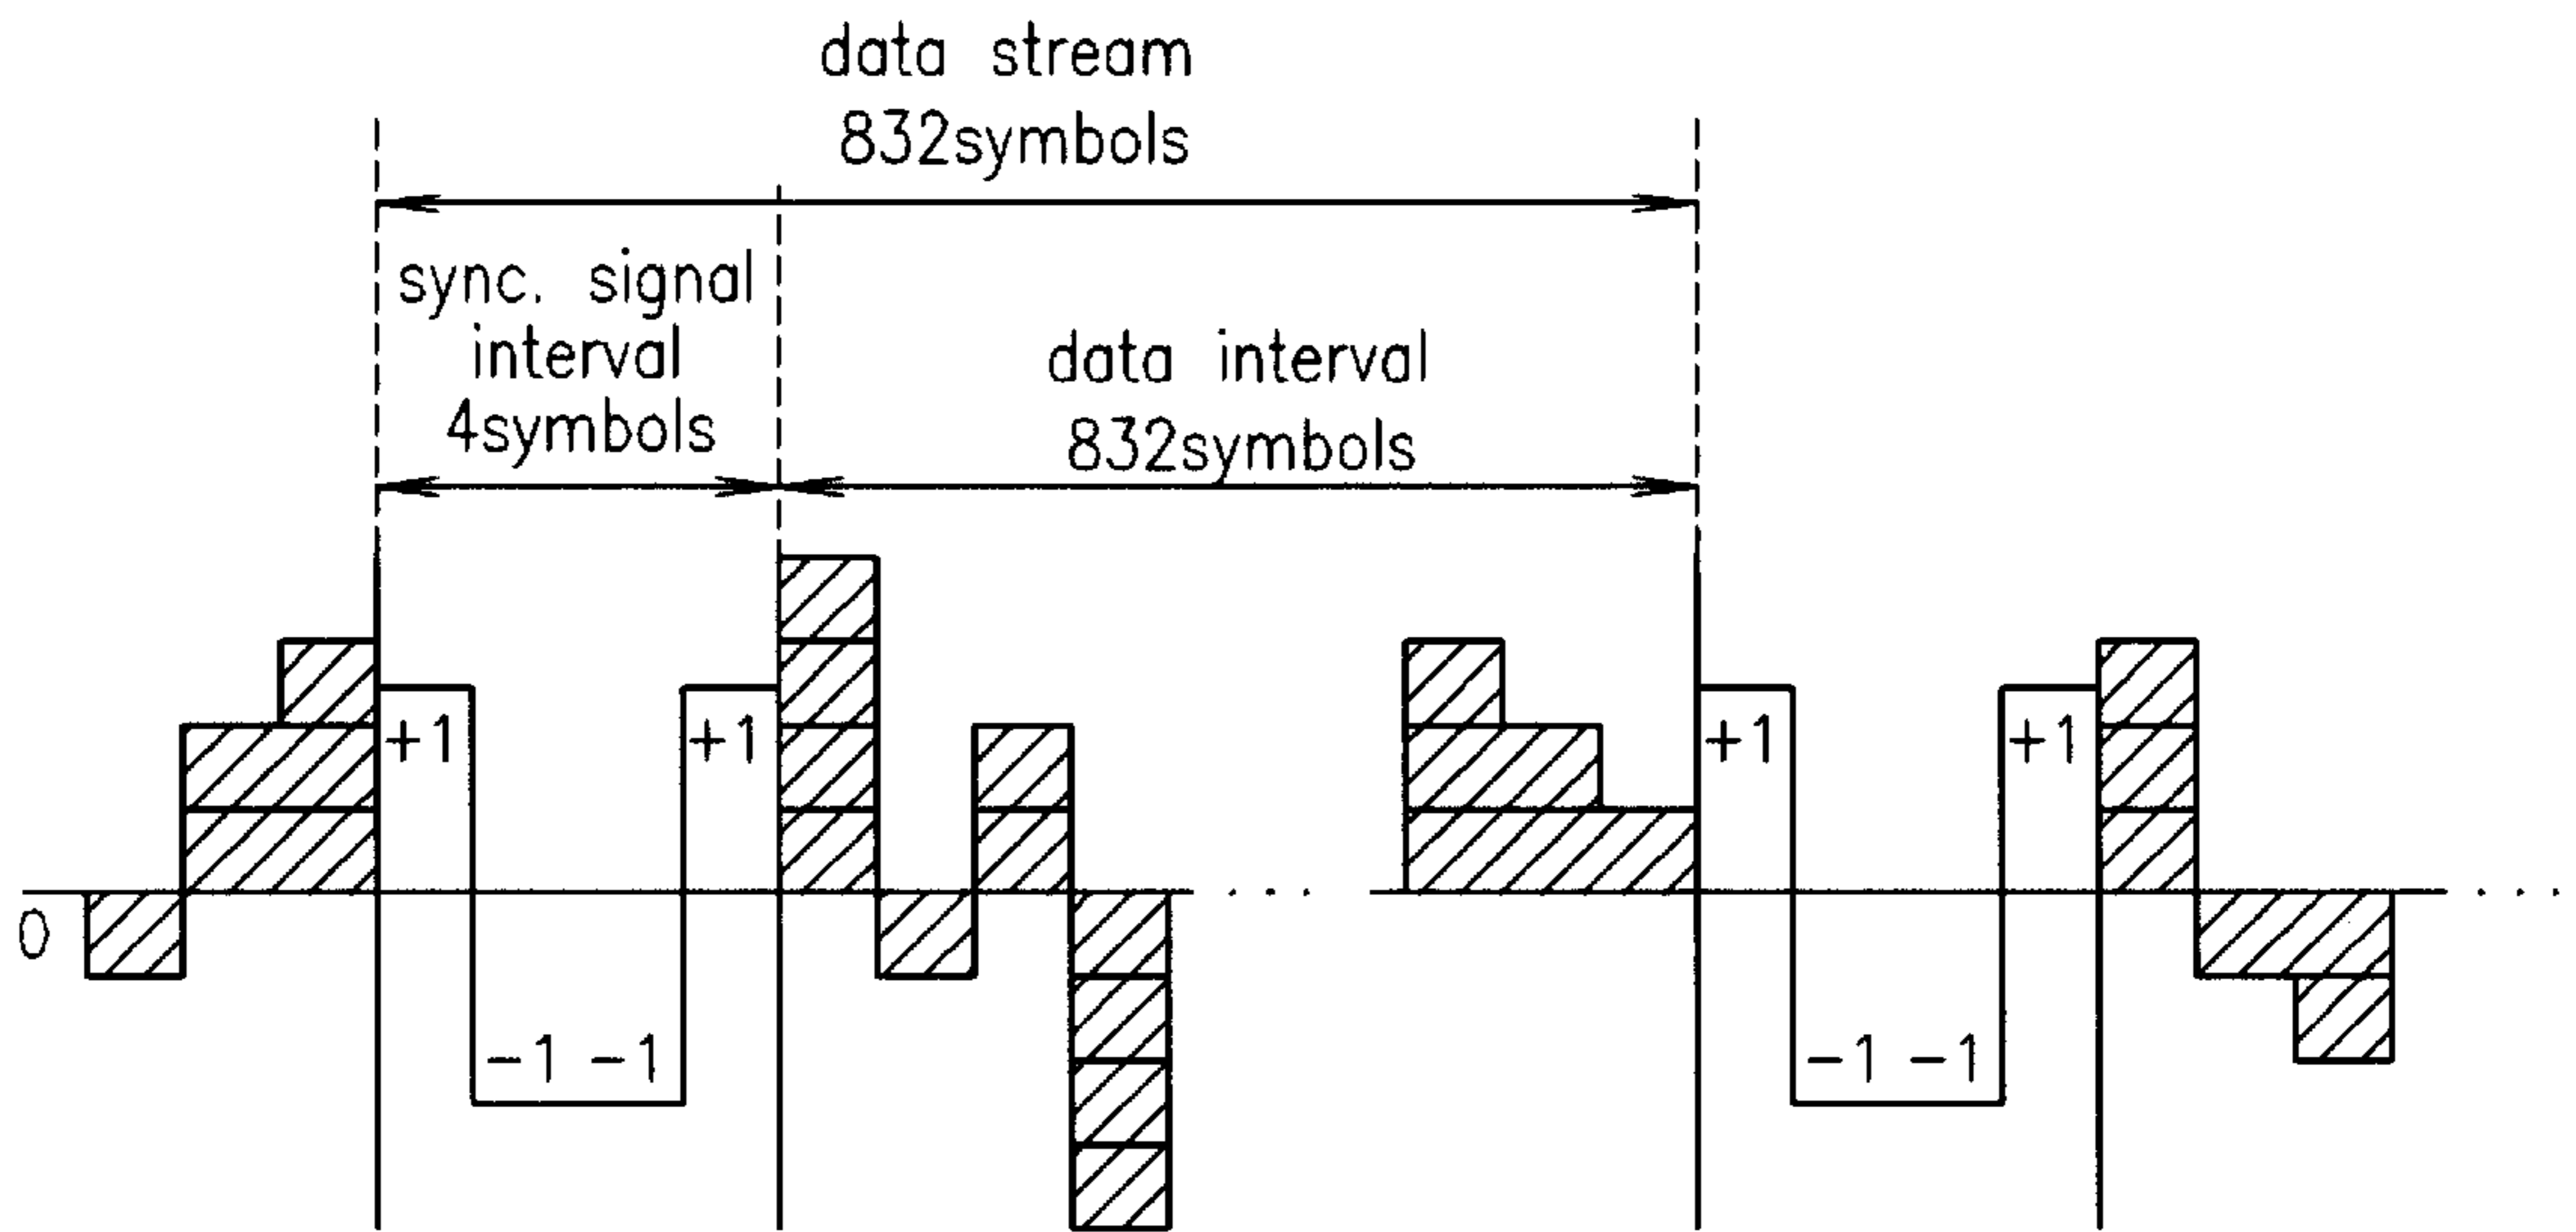 data stream
832symbols
sync. signal
interval
4symbols
data interval
832symbols
+1
+1
+1
+1
0
-1 -1
-1 -1